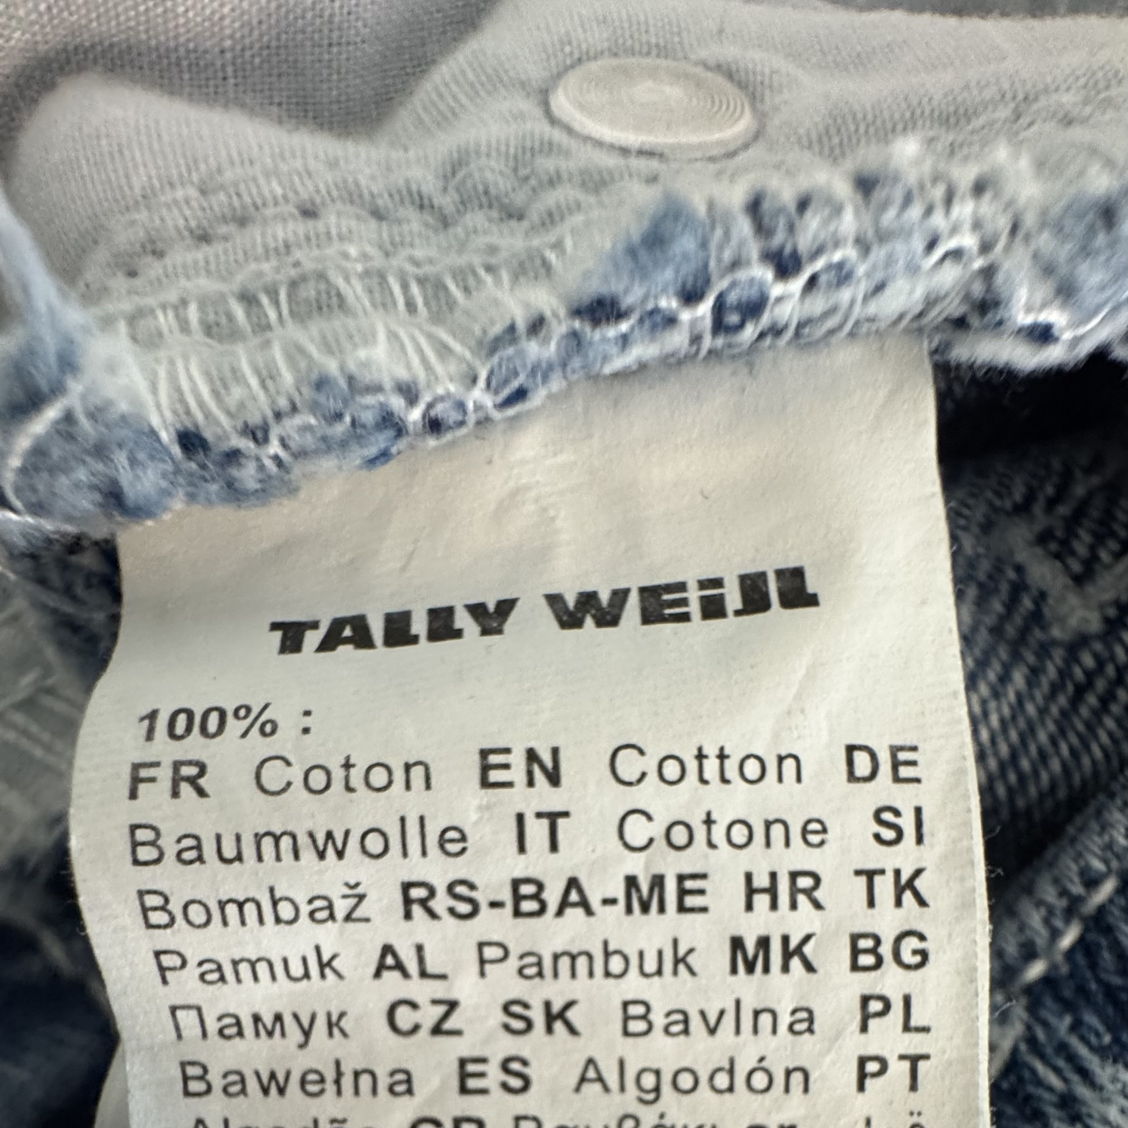 TALLY WEiJL
100% :
FR Coton EN Cotton DE
Baumwolle IT Cotone SI
Bombaž RS-BA-ME HR TK
Pamuk AL Pambuk MK BG
Памук CZ SK Bavlna PL
Bawełna ES Algodón PT